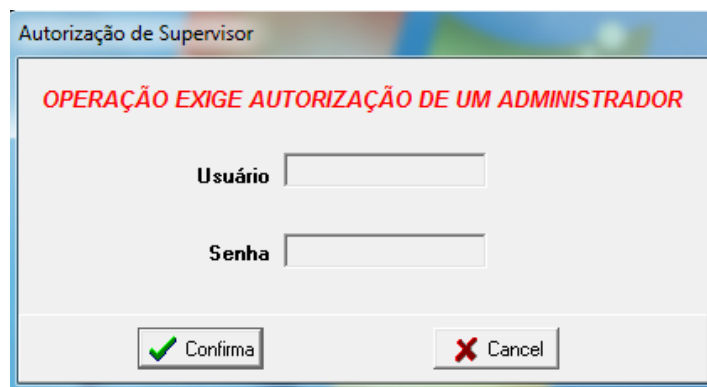 Autorização de Supervisor
OPERAÇÃO EXIGE AUTORIZAÇÃO DE UM ADMINISTRADOR
Usuário
Senha
Confirma
Cancel